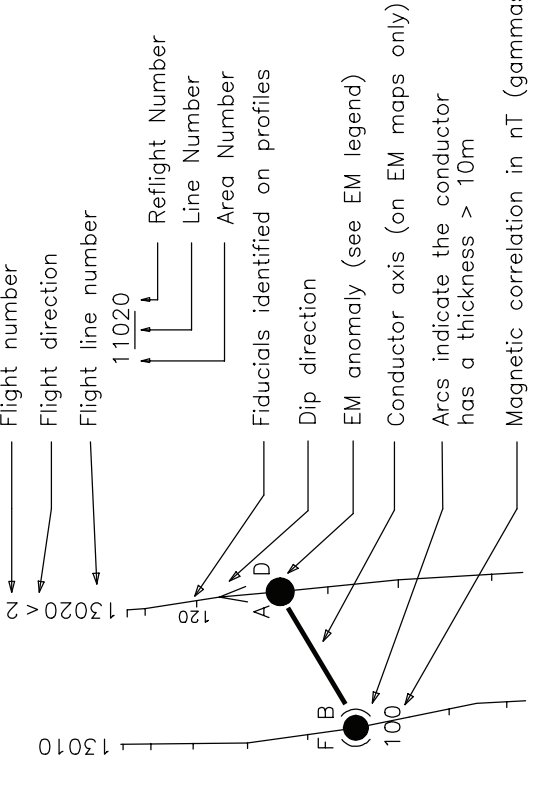 Flight number
Flight direction
Flight line number
11020
Reflight Number
Line Number
Area Number
Fiducials identified on profiles
Dip direction
EM anomaly (see EM legend)
Conductor axis (on EM maps only)
Arcs indicate the conductor
has a thickness > 10m
Magnetic correlation in nT (gammas
13020 > 2
120
A D
F B
100
13010